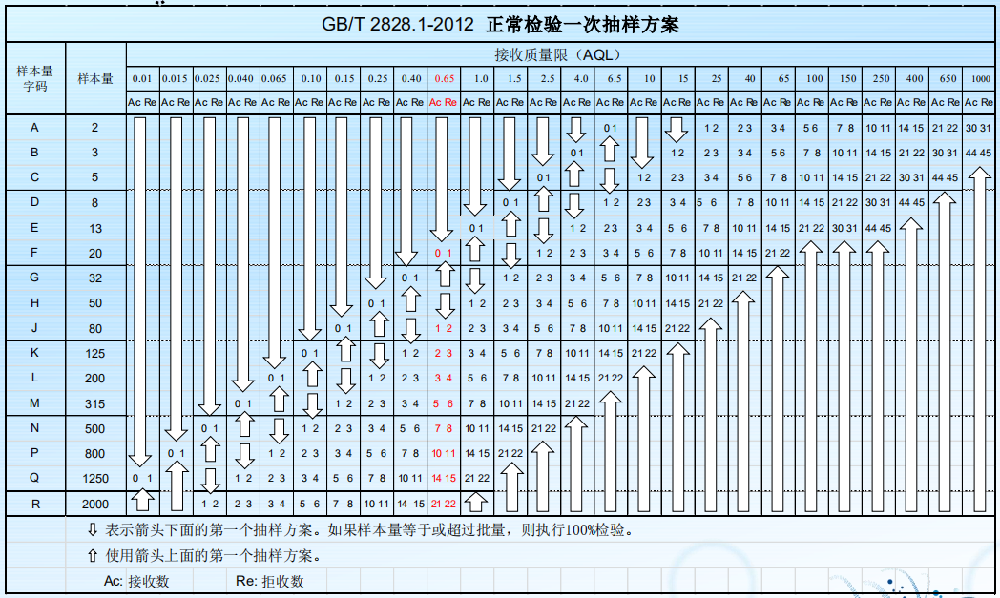 GB/T 2828.1-2012 正常检验一次抽样方案
样本量字码 样本量 接收质量限（AQL）
0.01 0.015 0.025 0.040 0.065 0.10 0.15 0.25 0.40 0.65 1.0 1.5 2.5 4.0 6.5 10 15 25 40 65 100 150 250 400 650 1000
Ac Re Ac Re Ac Re Ac Re Ac Re Ac Re Ac Re Ac Re Ac Re Ac Re Ac Re Ac Re Ac Re Ac Re Ac Re Ac Re Ac Re Ac Re Ac Re Ac Re Ac Re Ac Re Ac Re Ac Re Ac Re Ac Re
A 2 0 1 1 2 2 3 3 4 5 6 7 8 10 11 14 15 21 22 30 31
B 3 0 1 1 2 2 3 3 4 5 6 7 8 10 11 14 15 21 22 30 31 44 45
C 5 0 1 1 2 2 3 3 4 5 6 7 8 10 11 14 15 21 22 30 31 44 45
D 8 0 1 1 2 2 3 3 4 5 6 7 8 10 11 14 15 21 22 30 31 44 45
E 13 0 1 1 2 2 3 3 4 5 6 7 8 10 11 14 15 21 22 30 31 44 45
F 20 0 1 1 2 2 3 3 4 5 6 7 8 10 11 14 15 21 22
G 32 0 1 1 2 2 3 3 4 5 6 7 8 10 11 14 15 21 22
H 50 0 1 1 2 2 3 3 4 5 6 7 8 10 11 14 15 21 22
J 80 0 1 1 2 2 3 3 4 5 6 7 8 10 11 14 15 21 22
K 125 0 1 1 2 2 3 3 4 5 6 7 8 10 11 14 15 21 22
L 200 0 1 1 2 2 3 3 4 5 6 7 8 10 11 14 15 21 22
M 315 0 1 1 2 2 3 3 4 5 6 7 8 10 11 14 15 21 22
N 500 0 1 1 2 2 3 3 4 5 6 7 8 10 11 14 15 21 22
P 800 0 1 1 2 2 3 3 4 5 6 7 8 10 11 14 15 21 22
Q 1250 0 1 1 2 2 3 3 4 5 6 7 8 10 11 14 15 21 22
R 2000 1 2 2 3 3 4 5 6 7 8 10 11 14 15 21 22
⇩ 表示箭头下面的第一个抽样方案。如果样本量等于或超过批量，则执行100%检验。
⇧ 使用箭头上面的第一个抽样方案。
Ac: 接收数 Re: 拒收数